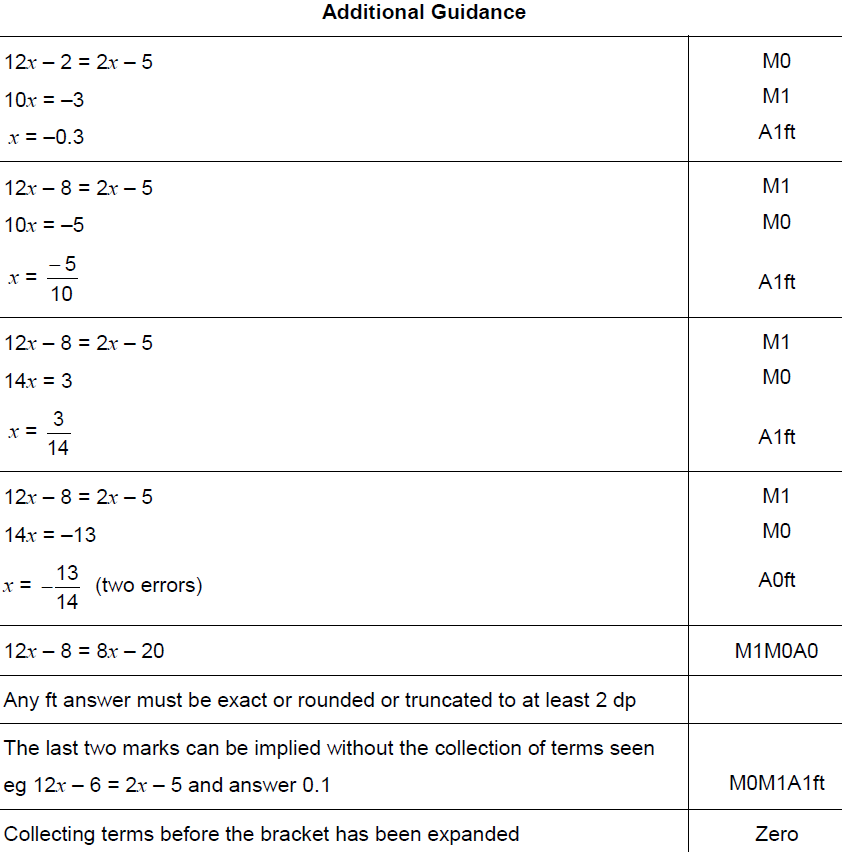 Additional Guidance
12x – 2 = 2x – 5 M0
10x = –3 M1
x = –0.3 A1ft
12x – 8 = 2x – 5 M1
10x = –5 M0
x = –5/10 A1ft
12x – 8 = 2x – 5 M1
14x = 3 M0
x = 3/14 A1ft
12x – 8 = 2x – 5 M1
14x = –13 M0
x = –13/14 (two errors) A0ft
12x – 8 = 8x – 20 M1M0A0
Any ft answer must be exact or rounded or truncated to at least 2 dp
The last two marks can be implied without the collection of terms seen
eg 12x – 6 = 2x – 5 and answer 0.1 M0M1A1ft
Collecting terms before the bracket has been expanded Zero